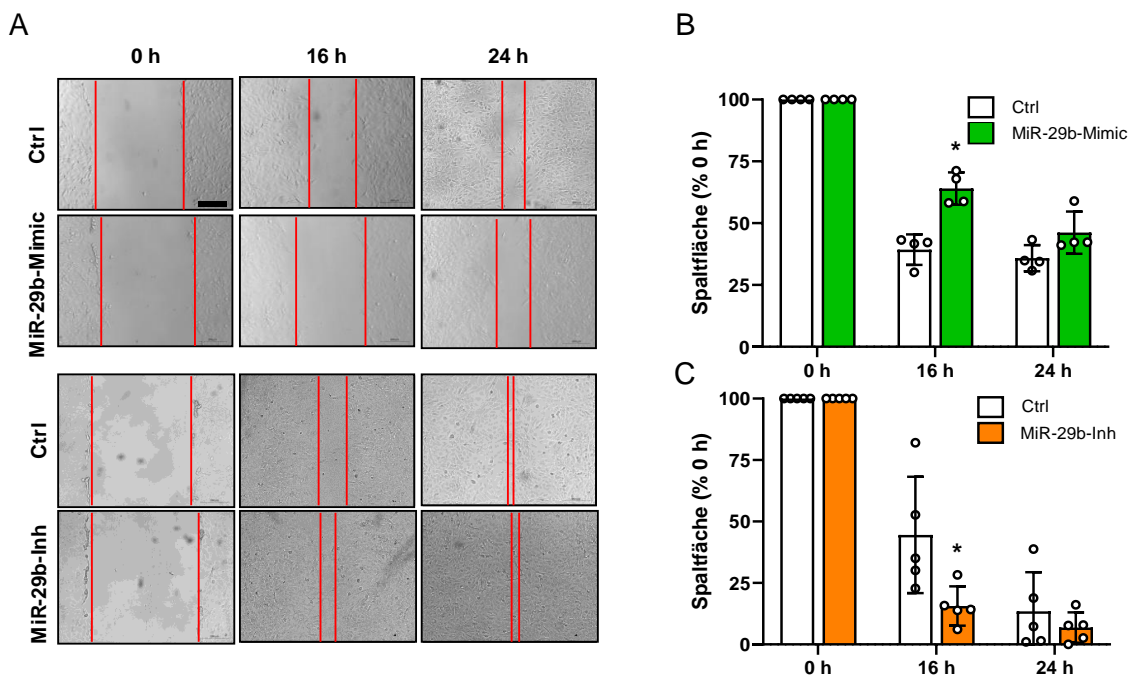 A
0 h
16 h
24 h
Ctrl
MiR-29b-Mimic
Ctrl
MiR-29b-Inh
B
Spaltfläche (% 0 h)
100
75
50
25
0
Ctrl
MiR-29b-Mimic
*
0 h
16 h
24 h
C
Spaltfäche (% 0 h)
100
75
50
25
0
Ctrl
MiR-29b-Inh
*
0 h
16 h
24 h